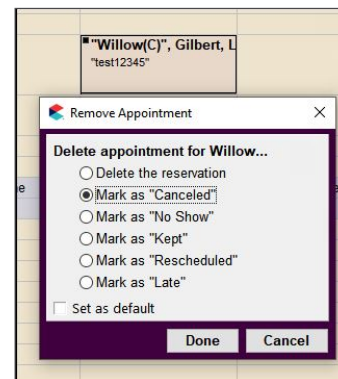 "Willow(C)", Gilbert, L
"test12345"
Remove Appointment
Delete appointment for Willow...
Delete the reservation
Mark as "Canceled"
Mark as "No Show"
Mark as "Kept"
Mark as "Rescheduled"
Mark as "Late"
Set as default
Done Cancel